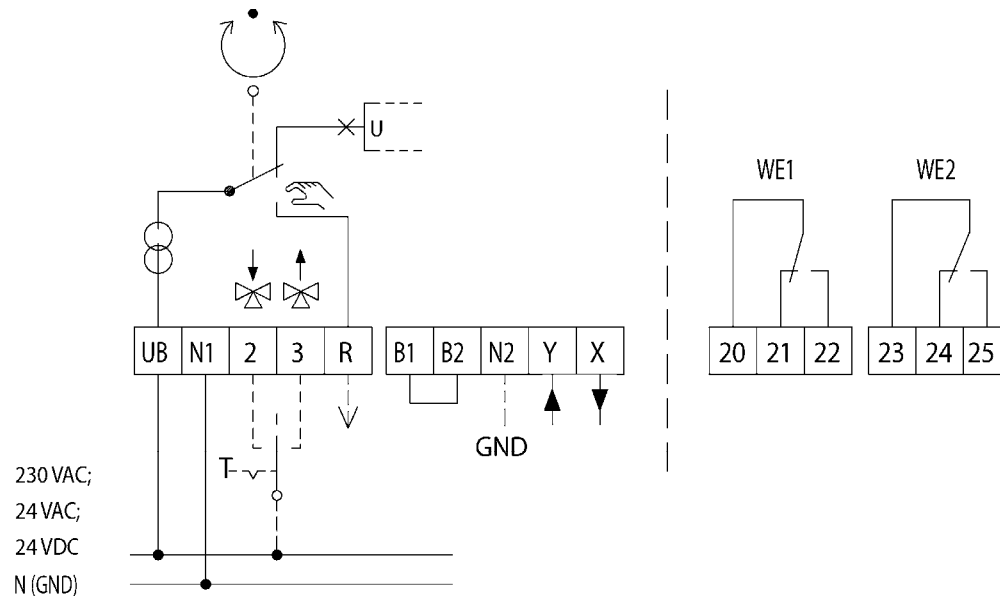 U
WE1
WE2
UB N1 2 3 R B1 B2 N2 Y X 20 21 22 23 24 25
GND
T
230 VAC;
24 VAC;
24 VDC
N (GND)